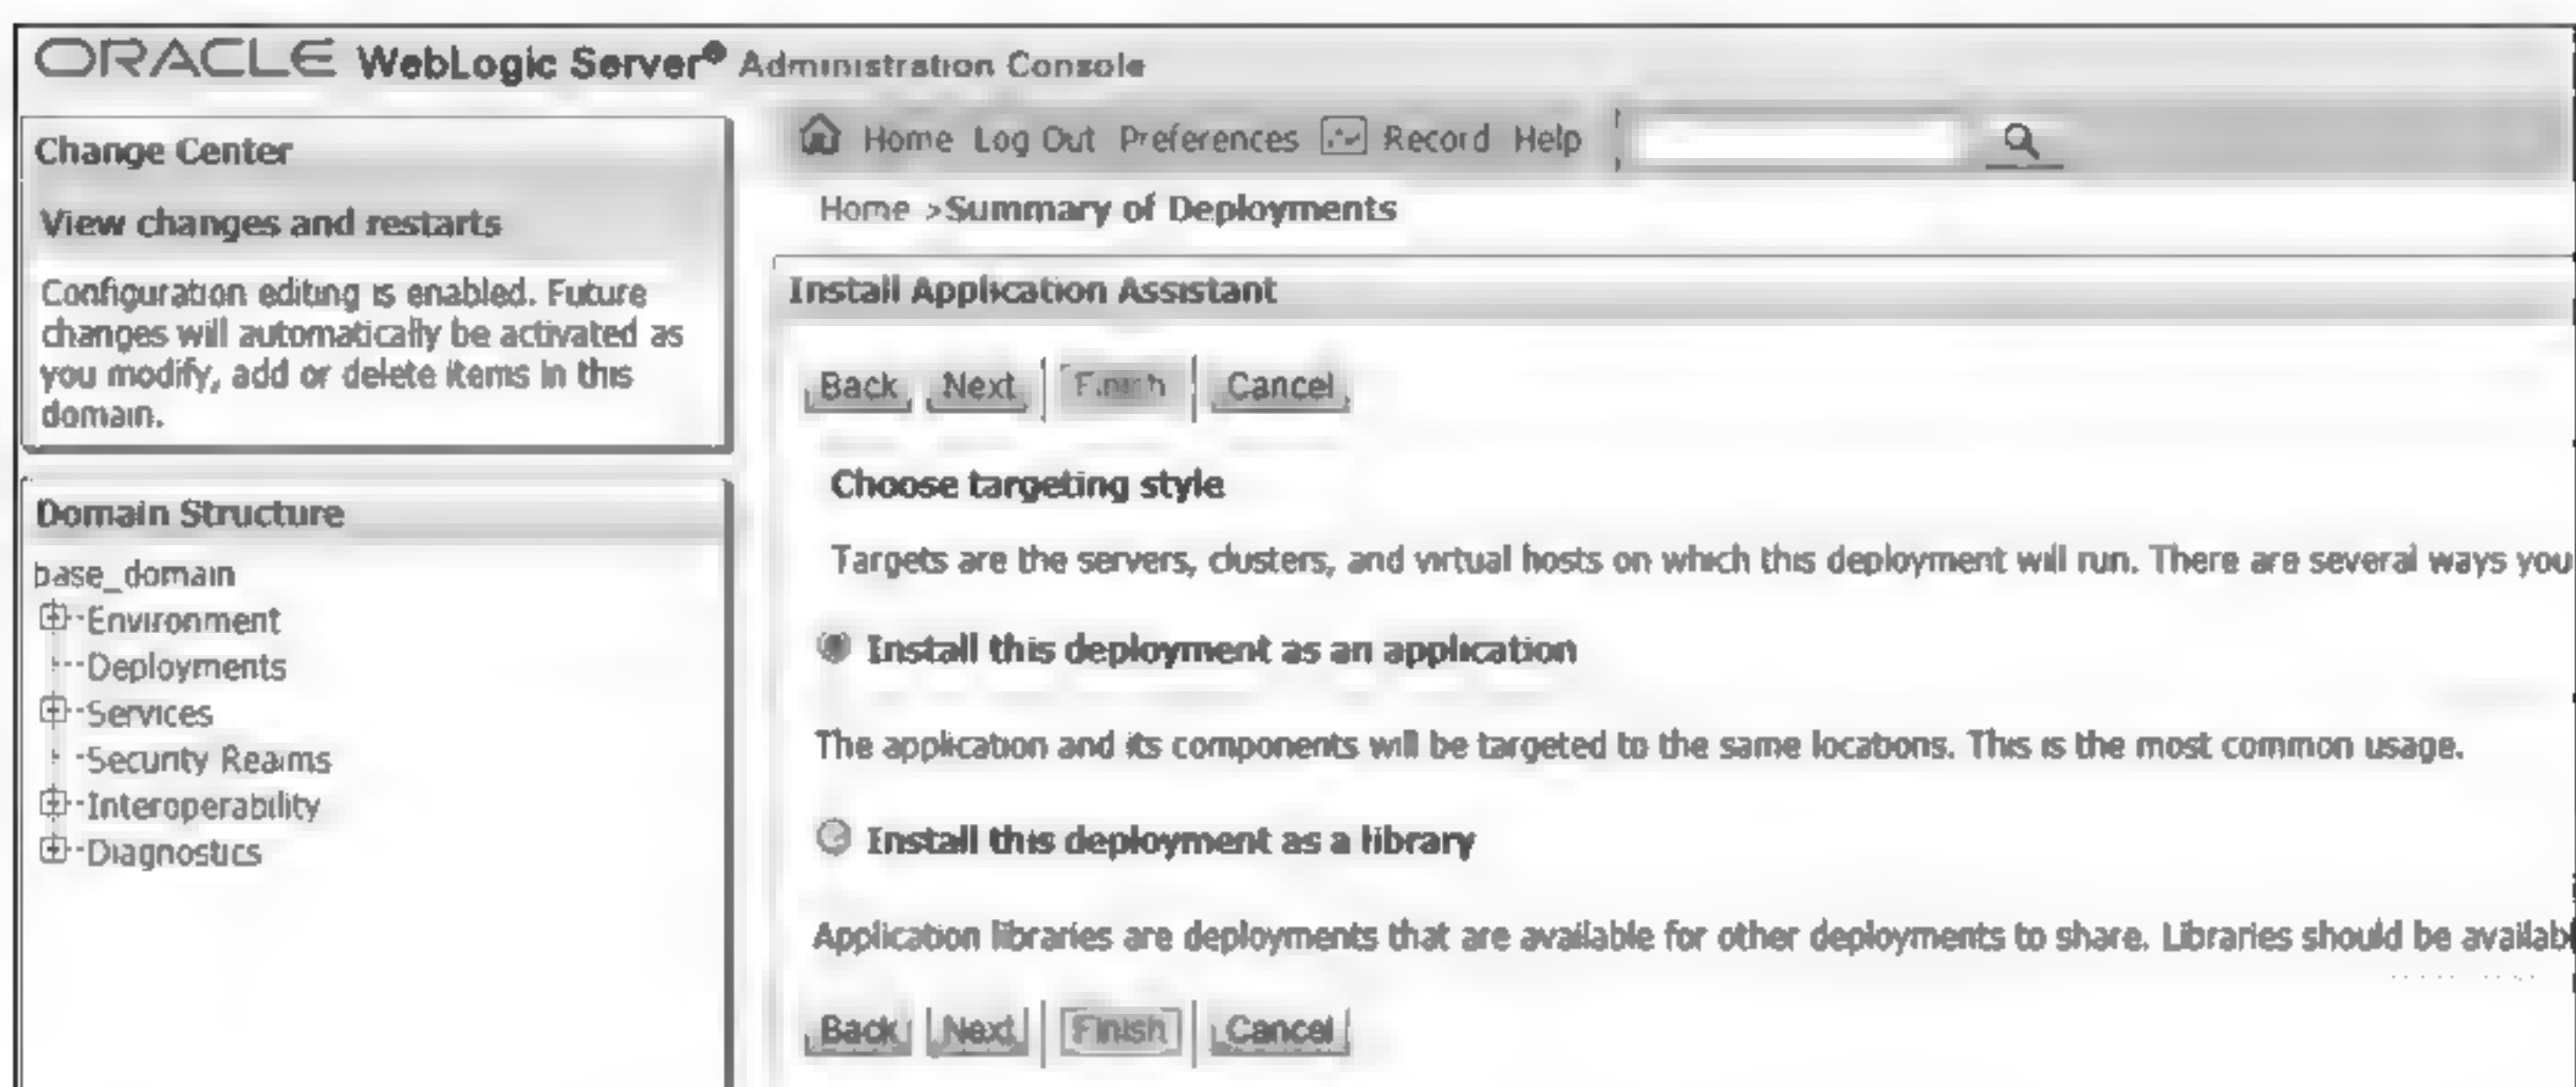 ORACLE WebLogic Server® Administration Console
Change Center
View changes and restarts
Configuration editing is enabled. Future
changes will automatically be activated as
you modify, add or delete items in this
domain.
Domain Structure
base_domain
Environment
Deployments
Services
Security Realms
Interoperability
Diagnostics
Home Log Out Preferences Record Help
Home >Summary of Deployments
Install Application Assistant
Back Next Finish Cancel
Choose targeting style
Targets are the servers, clusters, and virtual hosts on which this deployment will run. There are several ways you
Install this deployment as an application
The application and its components will be targeted to the same locations. This is the most common usage.
Install this deployment as a library
Application libraries are deployments that are available for other deployments to share. Libraries should be availab
Back Next Finish Cancel